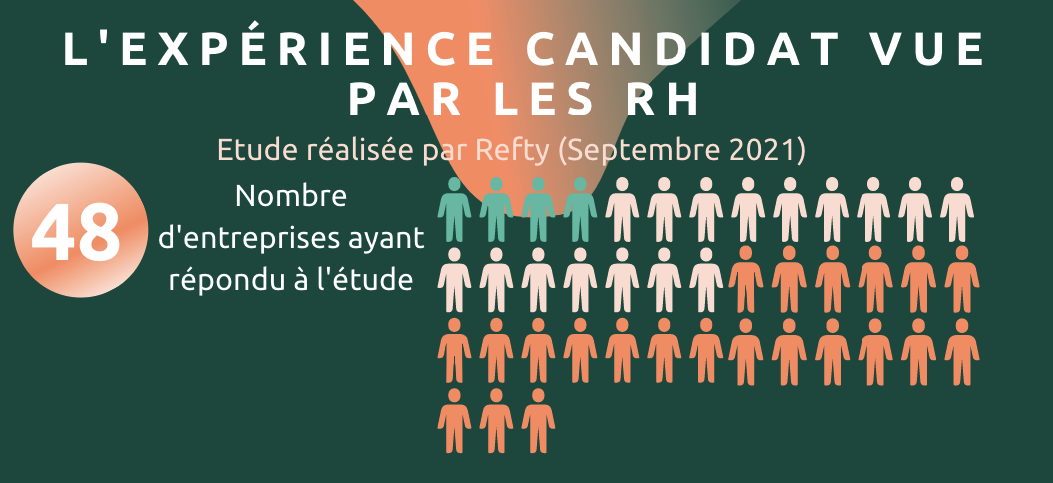 L'EXPÉRIENCE CANDIDAT VUE
PAR LES RH
Etude réalisée par Refty (Septembre 2021)
48
Nombre
d'entreprises ayant
répondu à l'étude